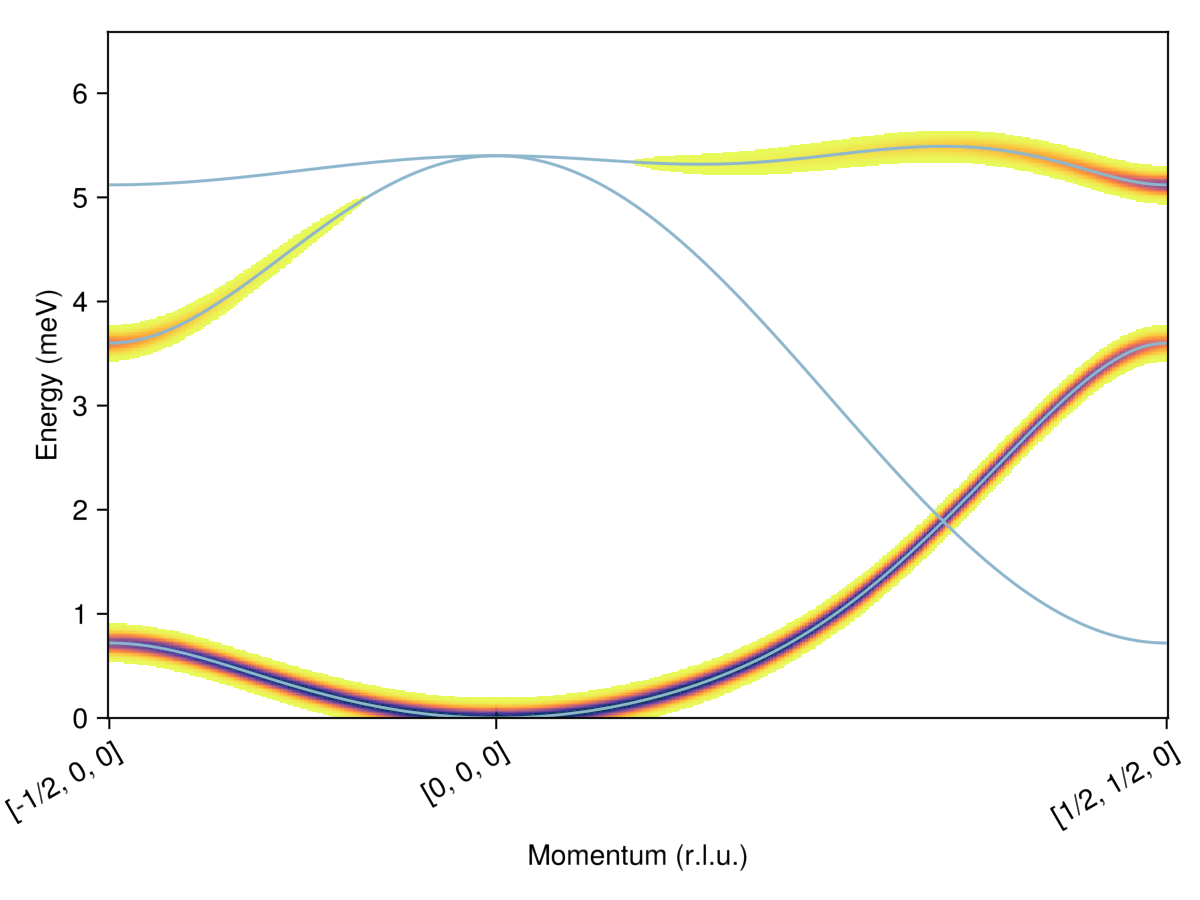 6
5
4
3
2
1
0
Energy (meV)
[-1/2, 0, 0]
[0, 0, 0]
[1/2, 1/2, 0]
Momentum (r.l.u.)